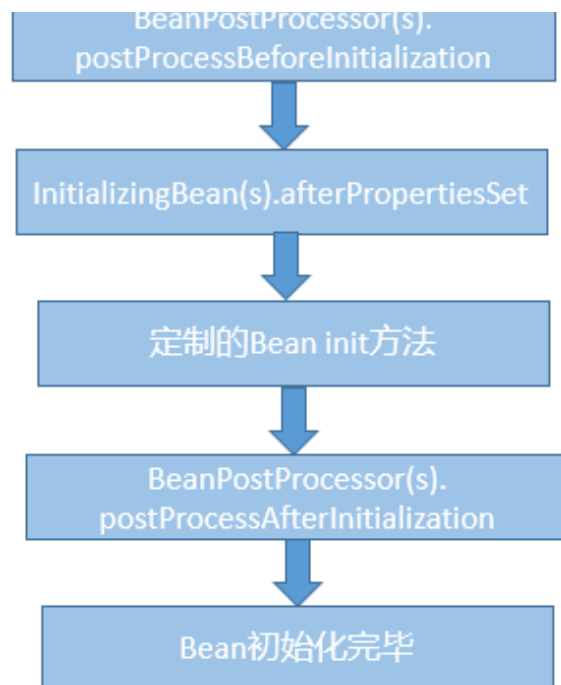 BeanPostProcessor(s).
postProcessBeforeInitialization
InitializingBean(s).afterPropertiesSet
定制的Bean init方法
BeanPostProcessor(s).
postProcessAfterInitialization
Bean初始化完毕